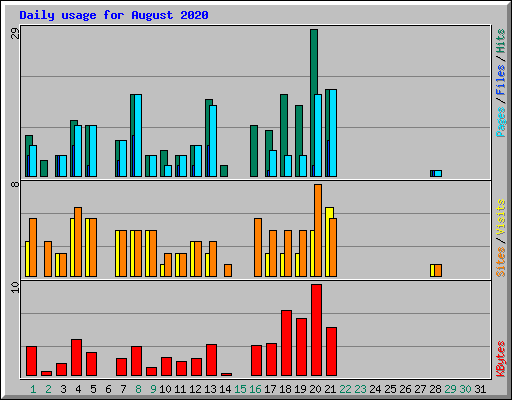 Daily usage for August 2020
29
8
10
Pages/Files/Hits
Sites/Visits
KBytes
1 2 3 4 5 6 7 8 9 10 11 12 13 14 15 16 17 18 19 20 21 22 23 24 25 26 27 28 29 30 31